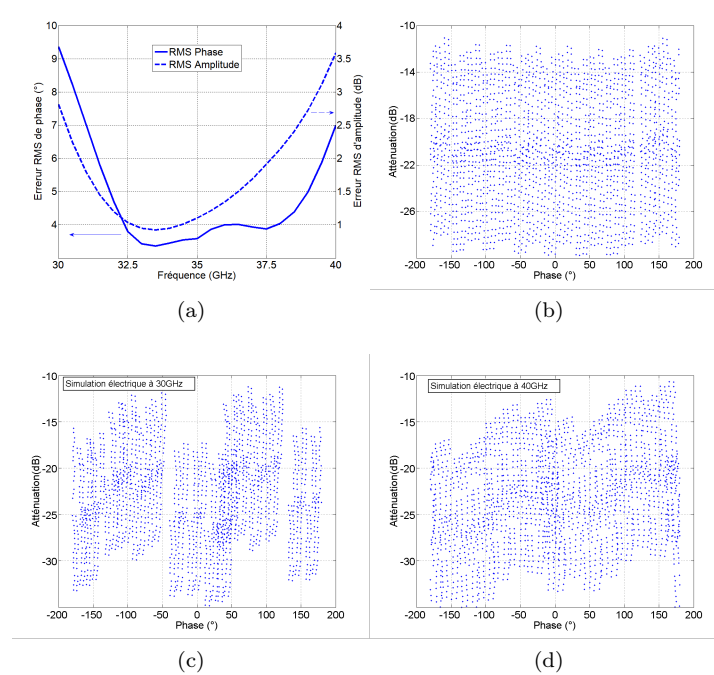 10
9
8
7
6
5
4
30
32.5
35
37.5
40
4
3.5
3
2.5
2
1.5
1
RMS Phase
RMS Amplitude
Erreur RMS de phase (°)
Erreur RMS d'amplitude (dB)
Fréquence (GHz)
(a)
-10
-14
-18
-22
-26
-200 -150 -100 -50 0 50 100 150 200
Atténuation(dB)
Phase (°)
(b)
Simulation électrique à 30GHz
-10
-15
-20
-25
-30
-200 -150 -100 -50 0 50 100 150 200
Atténuation(dB)
Phase (°)
(c)
Simulation électrique à 40GHz
-10
-15
-20
-25
-30
-200 -150 -100 -50 0 50 100 150 200
Atténuation(dB)
Phase (°)
(d)